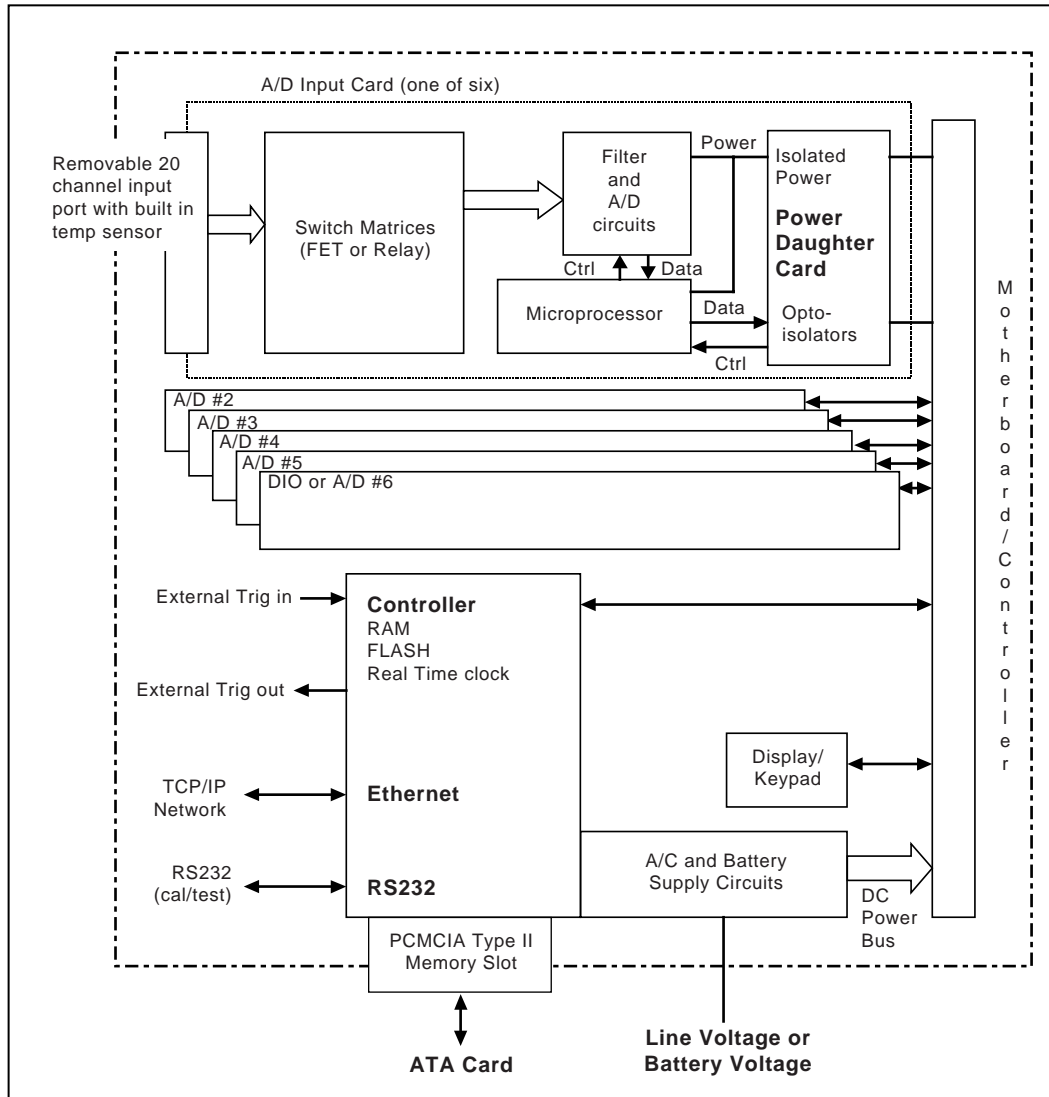 A/D Input Card (one of six)
Removable 20
channel input
port with built in
temp sensor
Switch Matrices
(FET or Relay)
Filter
and
A/D
circuits
Power
Isolated
Power
Power
Daughter
Card
Ctrl
Data
Microprocessor
Data
Opto-
isolators
Ctrl
Motherboard/Controller
A/D #2
A/D #3
A/D #4
A/D #5
DIO or A/D #6
External Trig in
Controller
RAM
FLASH
Real Time clock
External Trig out
Display/
Keypad
TCP/IP
Network
Ethernet
A/C and Battery
Supply Circuits
RS232
(cal/test)
RS232
DC
Power
Bus
PCMCIA Type II
Memory Slot
Line Voltage or
Battery Voltage
ATA Card